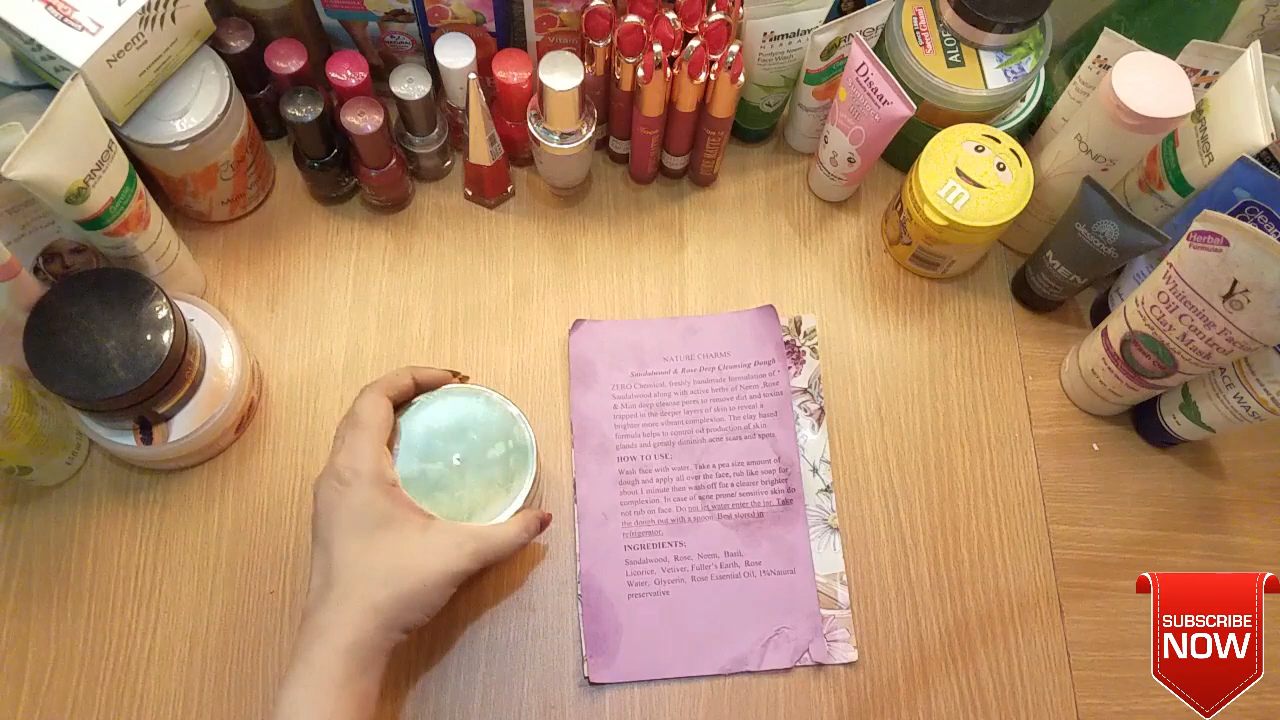 Neem
GARNIER
Himalaya
HERBALS
Purifying Neem
Face Wash
Disaar
ALOE
m
POND'S
GARNIER
alessandro
MEN
Herbal
Formulas
YC
Whitening Facial
Oil Control
Clay Mask
FACE WASH
NATURE CHARMS
Sandalwood & Rose Deep Cleansing Dough
ZERO Chemical, freshly handmade formulation of
Sandalwood along with active herbs of Neem ,Rose
& Mint deep cleanse pores to remove dirt and toxins
trapped in the deeper layers of skin to reveal a
brighter more vibrant complexion. The clay based
formula helps to control oil production of skin
glands and greatly diminish acne scars and spots.
HOW TO USE:
Wash face with water. Take a pea size amount of
dough and apply all over the face, rub like soap for
about 1 minute then wash off for a clearer brighter
complexion. In case of acne prone/ sensitive skin do
not rub on face. Do not let water enter the jar. Take
the dough out with a spoon. Best stored in
refrigerator.
INGREDIENTS:
Sandalwood, Rose, Neem, Basil,
Licorice, Vetiver, Fuller's Earth, Rose
Water, Glycerin, Rose Essential Oil, 1%Natural
preservative
SUBSCRIBE
NOW